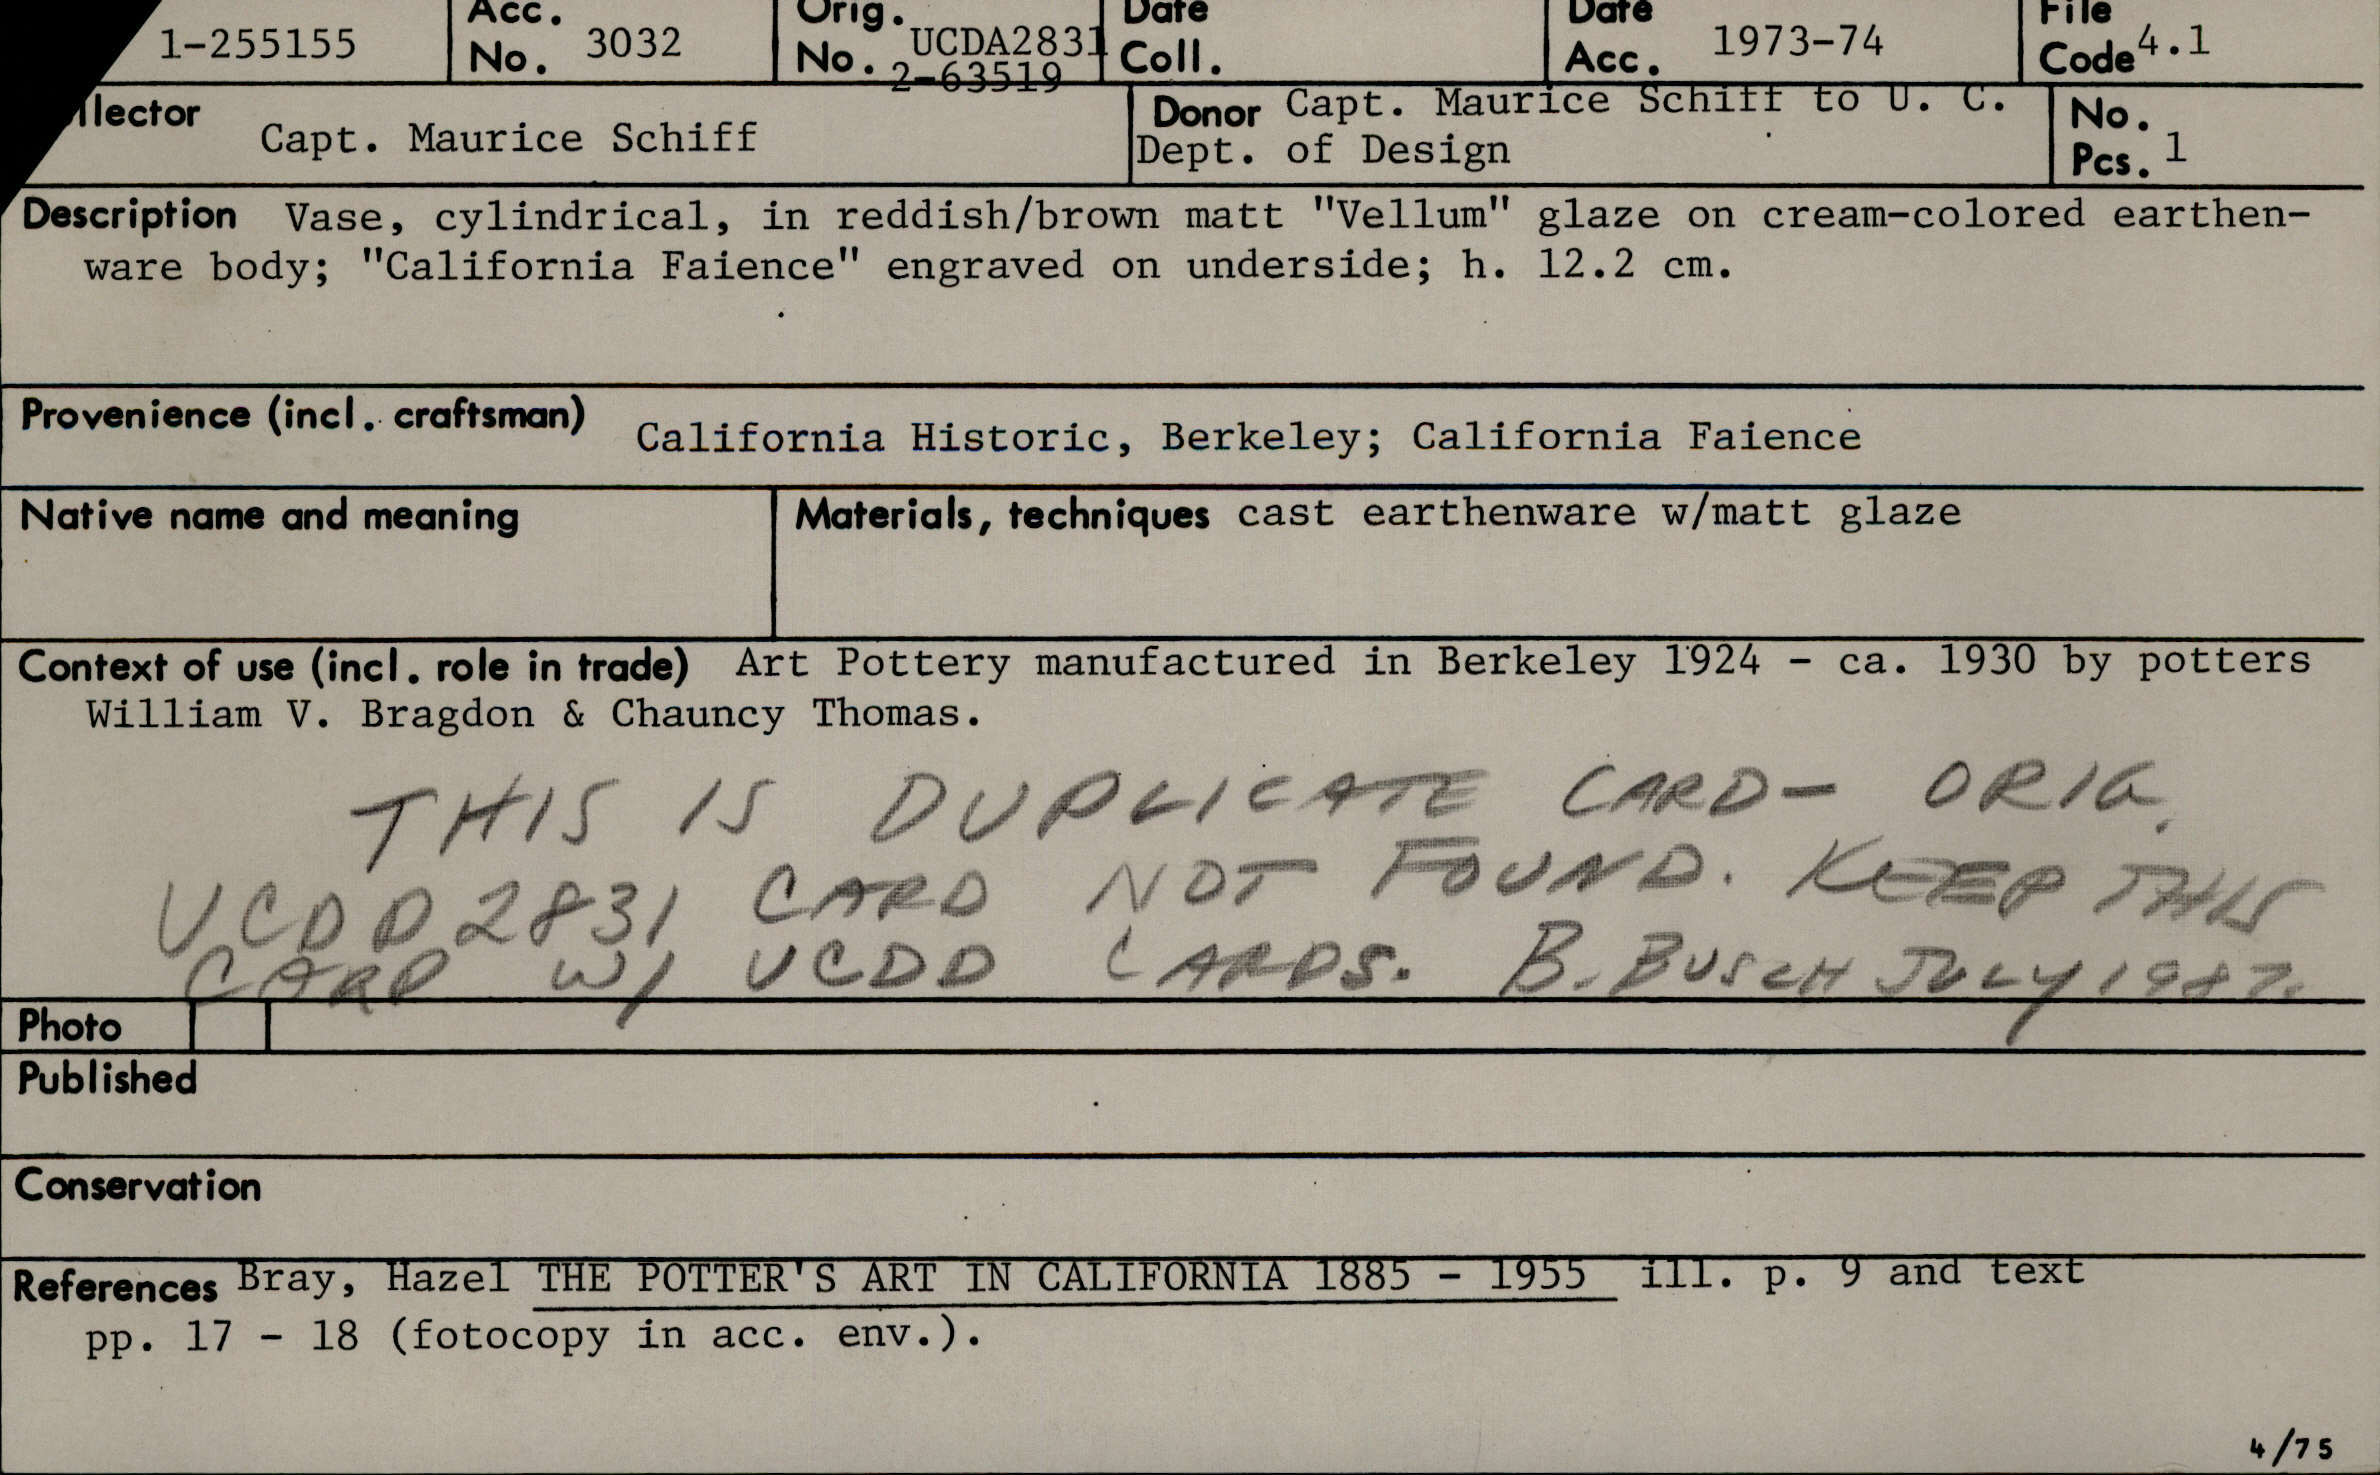 1-255155 Acc. No. 3032 Orig. No. UCDA2831 2-63519 Date Coll. Date Acc. 1973-74 File Code 4.1
llector Capt. Maurice Schiff Donor Capt. Maurice Schiff to U. C. Dept. of Design No. Pcs. 1
Description Vase, cylindrical, in reddish/brown matt "Vellum" glaze on cream-colored earthen-
ware body; "California Faience" engraved on underside; h. 12.2 cm.
Provenience (incl. craftsman) California Historic, Berkeley; California Faience
Native name and meaning
Materials, techniques cast earthenware w/matt glaze
Context of use (incl. role in trade) Art Pottery manufactured in Berkeley 1924 - ca. 1930 by potters
William V. Bragdon & Chauncy Thomas.
THIS IS DUPLICATE CARD- ORIG.
UCDD 2831 CARD NOT FOUND. KEEP THIS
CARD W/ UCDD CARDS. B. BUSCH JULY 1987.
Photo
Published
Conservation
References Bray, Hazel THE POTTER'S ART IN CALIFORNIA 1885 - 1955 ill. p. 9 and text
pp. 17 - 18 (fotocopy in acc. env.).
4/75